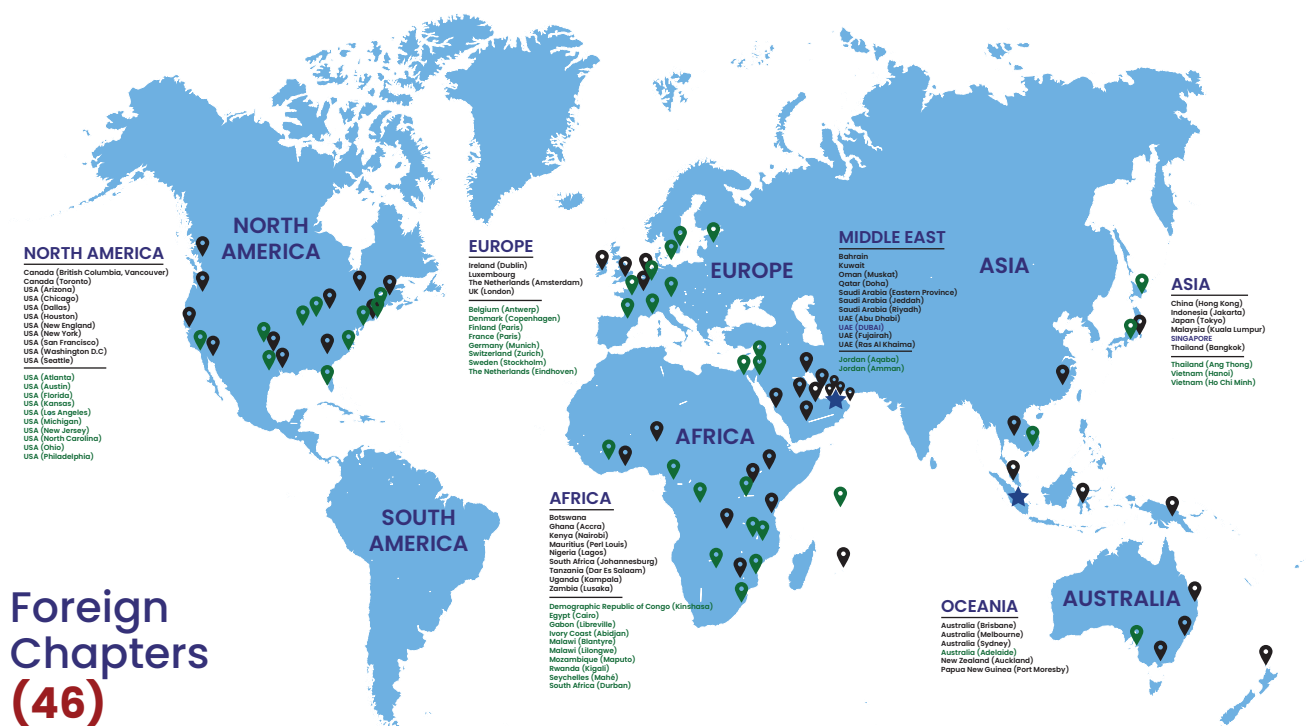 NORTH
AMERICA
SOUTH
AMERICA
EUROPE
AFRICA
ASIA
AUSTRALIA
NORTH AMERICA
Canada (British Columbia, Vancouver)
Canada (Toronto)
USA (Arizona)
USA (Chicago)
USA (Dallas)
USA (Houston)
USA (New England)
USA (New York)
USA (San Francisco)
USA (Washington D.C)
USA (Seattle)
USA (Atlanta)
USA (Austin)
USA (Florida)
USA (Kansas)
USA (Los Angeles)
USA (Michigan)
USA (New Jersey)
USA (North Carolina)
USA (Ohio)
USA (Philadelphia)
EUROPE
Ireland (Dublin)
Luxembourg
The Netherlands (Amsterdam)
UK (London)
Belgium (Antwerp)
Denmark (Copenhagen)
Finland (Paris)
France (Paris)
Germany (Munich)
Switzerland (Zurich)
Sweden (Stockholm)
The Netherlands (Eindhoven)
MIDDLE EAST
Bahrain
Kuwait
Oman (Muskat)
Qatar (Doha)
Saudi Arabia (Eastern Province)
Saudi Arabia (Jeddah)
Saudi Arabia (Riyadh)
UAE (Abu Dhabi)
UAE (DUBAI)
UAE (Fujairah)
UAE (Ras Al Khaima)
Jordan (Aqaba)
Jordan (Amman)
ASIA
China (Hong Kong)
Indonesia (Jakarta)
Japan (Tokyo)
Malaysia (Kuala Lumpur)
SINGAPORE
Thailand (Bangkok)
Thailand (Ang Thong)
Vietnam (Hanoi)
Vietnam (Ho Chi Minh)
AFRICA
Botswana
Ghana (Accra)
Kenya (Nairobi)
Mauritius (Perl Louis)
Nigeria (Lagos)
South Africa (Johannesburg)
Tanzania (Dar Es Salaam)
Uganda (Kampala)
Zambia (Lusaka)
Demographic Republic of Congo (Kinshasa)
Egypt (Cairo)
Gabon (Libreville)
Ivory Coast (Abidjan)
Malawi (Blantyre)
Malawi (Lilongwe)
Mozambique (Maputo)
Rwanda (Kigali)
Seychelles (Mahé)
South Africa (Durban)
OCEANIA
Australia (Brisbane)
Australia (Melbourne)
Australia (Sydney)
Australia (Adelaide)
New Zealand (Auckland)
Papua New Guinea (Port Moresby)
Foreign
Chapters
(46)